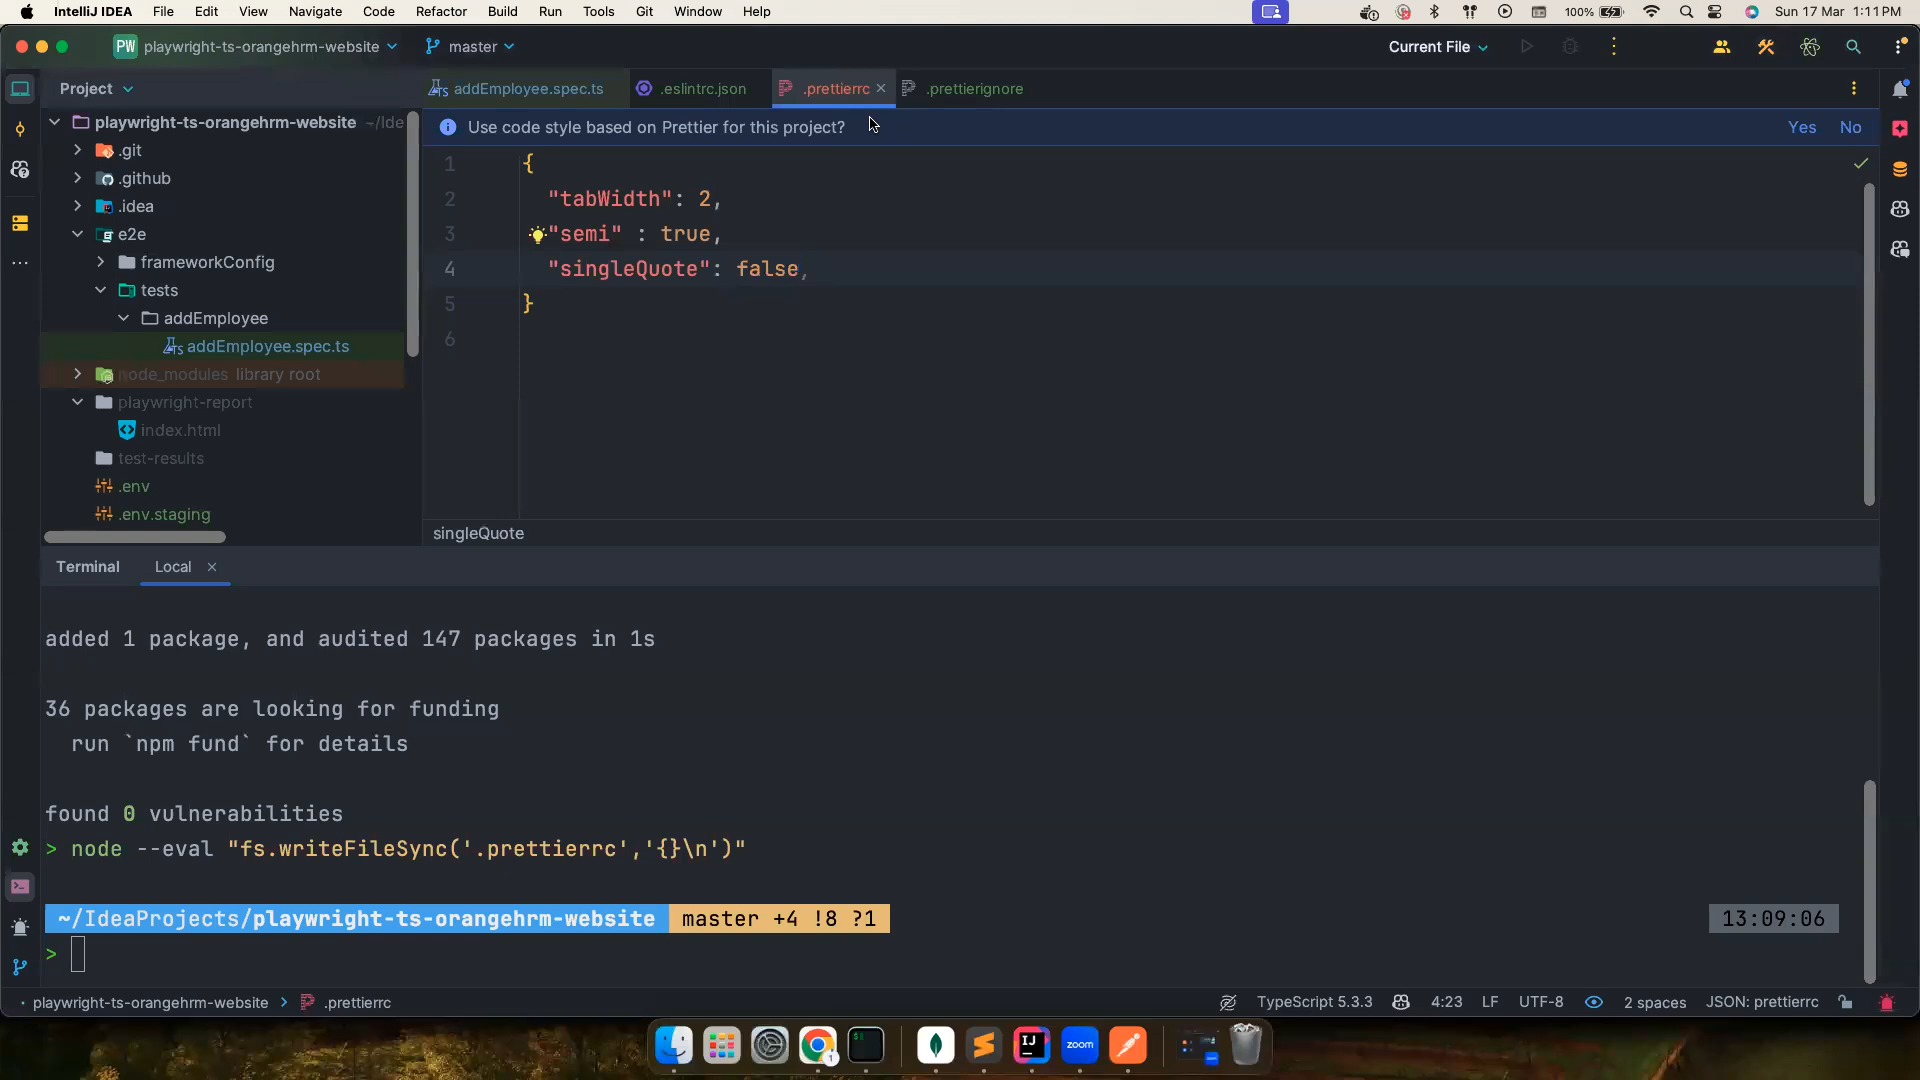 IntelliJ IDEA File Edit View Navigate Code Refactor Build Run Tools Git Window Help 100% Sun 17 Mar 1:11 PM
PW playwright-ts-orangehrm-website master Current File
Project addEmployee.spec.ts .eslintrc.json .prettierrc .prettierignore
playwright-ts-orangehrm-website ~/Ide
.git
.github
.idea
e2e
frameworkConfig
tests
addEmployee
addEmployee.spec.ts
node_modules library root
playwright-report
index.html
test-results
.env
.env.staging
Use code style based on Prettier for this project? Yes No
1 {
2 "tabWidth": 2,
3 "semi" : true,
4 "singleQuote": false,
5 }
6
singleQuote
Terminal Local
added 1 package, and audited 147 packages in 1s
36 packages are looking for funding
run `npm fund` for details
found 0 vulnerabilities
> node --eval "fs.writeFileSync('.prettierrc','{}\n')"
~/IdeaProjects/playwright-ts-orangehrm-website master +4 !8 ?1 13:09:06
>
playwright-ts-orangehrm-website > .prettierrc TypeScript 5.3.3 4:23 LF UTF-8 2 spaces JSON: prettierrc
1 IJ zoom